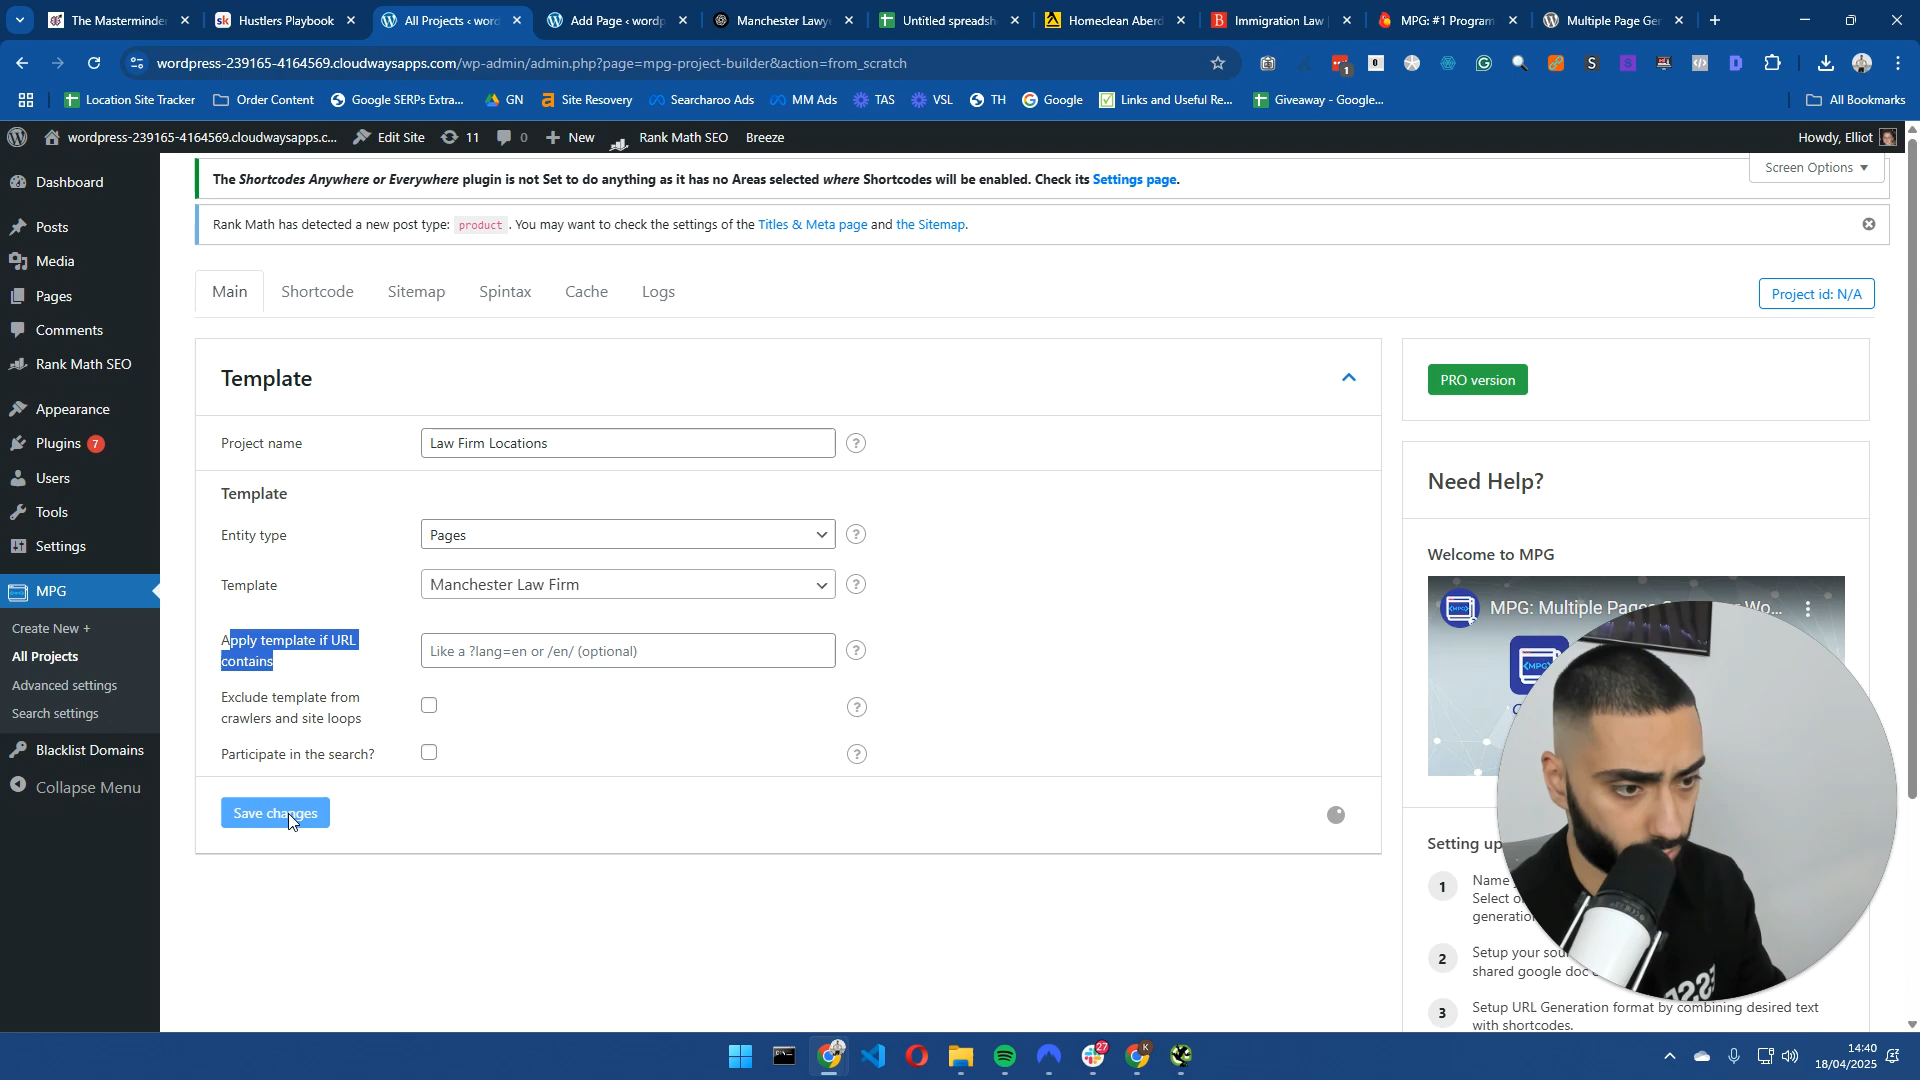 The Masterminder
Hustlers Playbook
All Projects ‹ word
Add Page ‹ wordp
Manchester Lawye
Untitled spreadsh
Homeclean Aberd
Immigration Law
MPG: #1 Program
Multiple Page Ge
wordpress-239165-4164569.cloudwaysapps.com/wp-admin/admin.php?page=mpg-project-builder&action=from_scratch
Location Site Tracker
Order Content
Google SERPs Extra...
GN
Site Recovery
Searcharoo Ads
MM Ads
TAS
VSL
TH
Google
Links and Useful Re...
Giveaway - Google...
All Bookmarks
wordpress-239165-4164569.cloudwaysapps.c...
Edit Site
11
0
New
Rank Math SEO
Breeze
Howdy, Elliot
Screen Options
The Shortcodes Anywhere or Everywhere plugin is not Set to do anything as it has no Areas selected where Shortcodes will be enabled. Check its Settings page.
Rank Math has detected a new post type: product . You may want to check the settings of the Titles & Meta page and the Sitemap.
Dashboard
Posts
Media
Pages
Comments
Rank Math SEO
Appearance
Plugins 7
Users
Tools
Settings
MPG
Create New +
All Projects
Advanced settings
Search settings
Blacklist Domains
Collapse Menu
Main
Shortcode
Sitemap
Spintax
Cache
Logs
Project id: N/A
Template
Project name
Law Firm Locations
?
Template
Entity type
Pages
?
Template
Manchester Law Firm
?
Apply template if URL
contains
Like a ?lang=en or /en/ (optional)
?
Exclude template from
crawlers and site loops
?
Participate in the search?
?
Save changes
PRO version
Need Help?
Welcome to MPG
MPG: Multiple Pages
Wo...
MPG
Setting up
1
Name
Select o
generatio
2
Setup your sou
shared google doc
3
Setup URL Generation format by combining desired text
with shortcodes.
27
K
14:40
18/04/2025